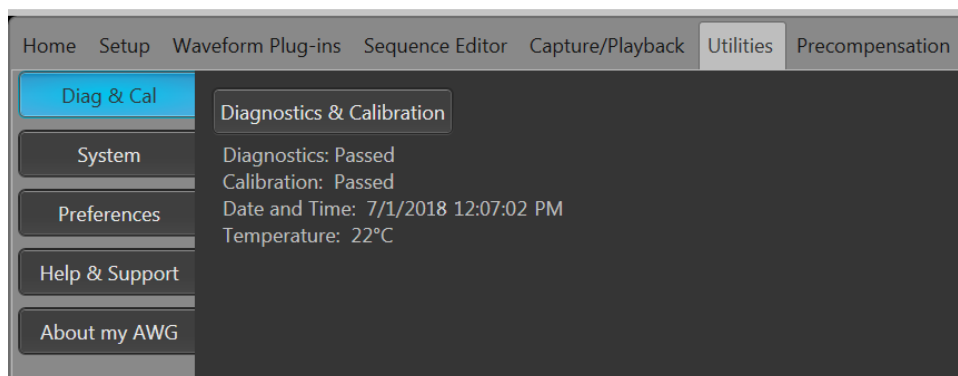 Home Setup Waveform Plug-ins Sequence Editor Capture/Playback Utilities Precompensation
Diag & Cal
System
Preferences
Help & Support
About my AWG
Diagnostics & Calibration
Diagnostics: Passed
Calibration: Passed
Date and Time: 7/1/2018 12:07:02 PM
Temperature: 22°C